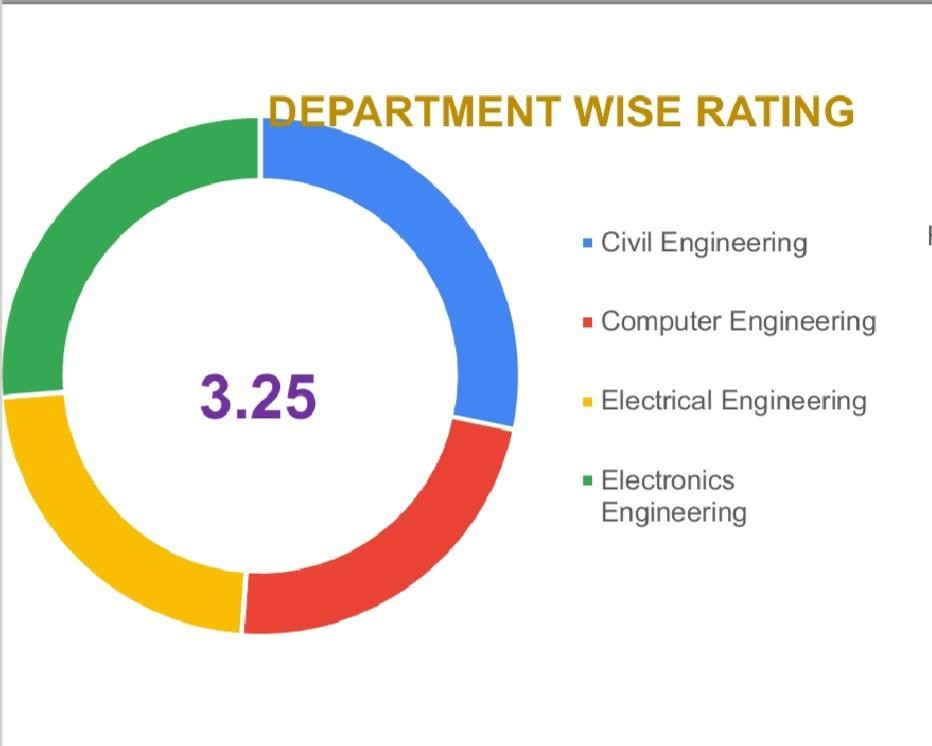 DEPARTMENT WISE RATING
Civil Engineering
Computer Engineering
3.25
Electrical Engineering
Electronics
Engineering